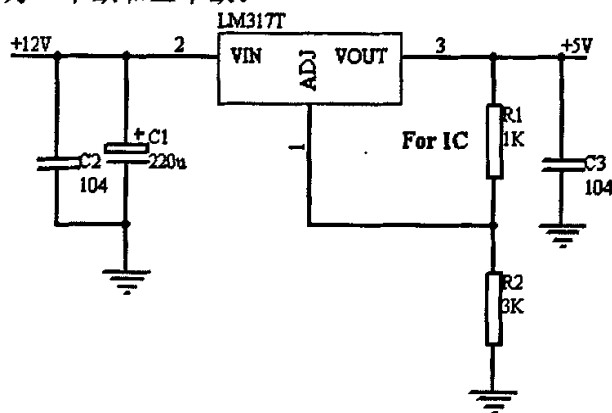 LM317T
+12V
2
VIN
ADJ
VOUT
3
+5V
1
For IC
R1
1K
C2
104
+
C1
220u
C3
104
R2
3K